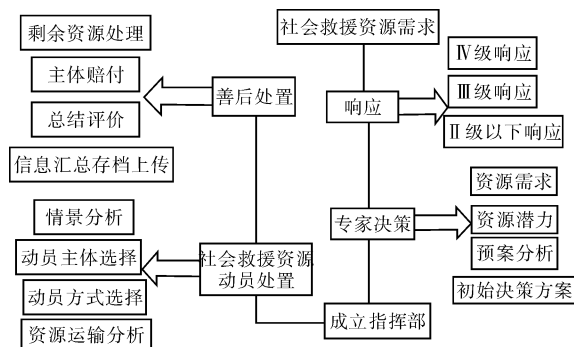 剩余资源处理
主体赔付
总结评价
信息汇总存档上传
善后处置
社会救援资源需求
响应
Ⅳ级响应
Ⅲ级响应
Ⅱ级以下响应
专家决策
资源需求
资源潜力
预案分析
初始决策方案
情景分析
动员主体选择
动员方式选择
资源运输分析
社会救援资源
动员处置
成立指挥部